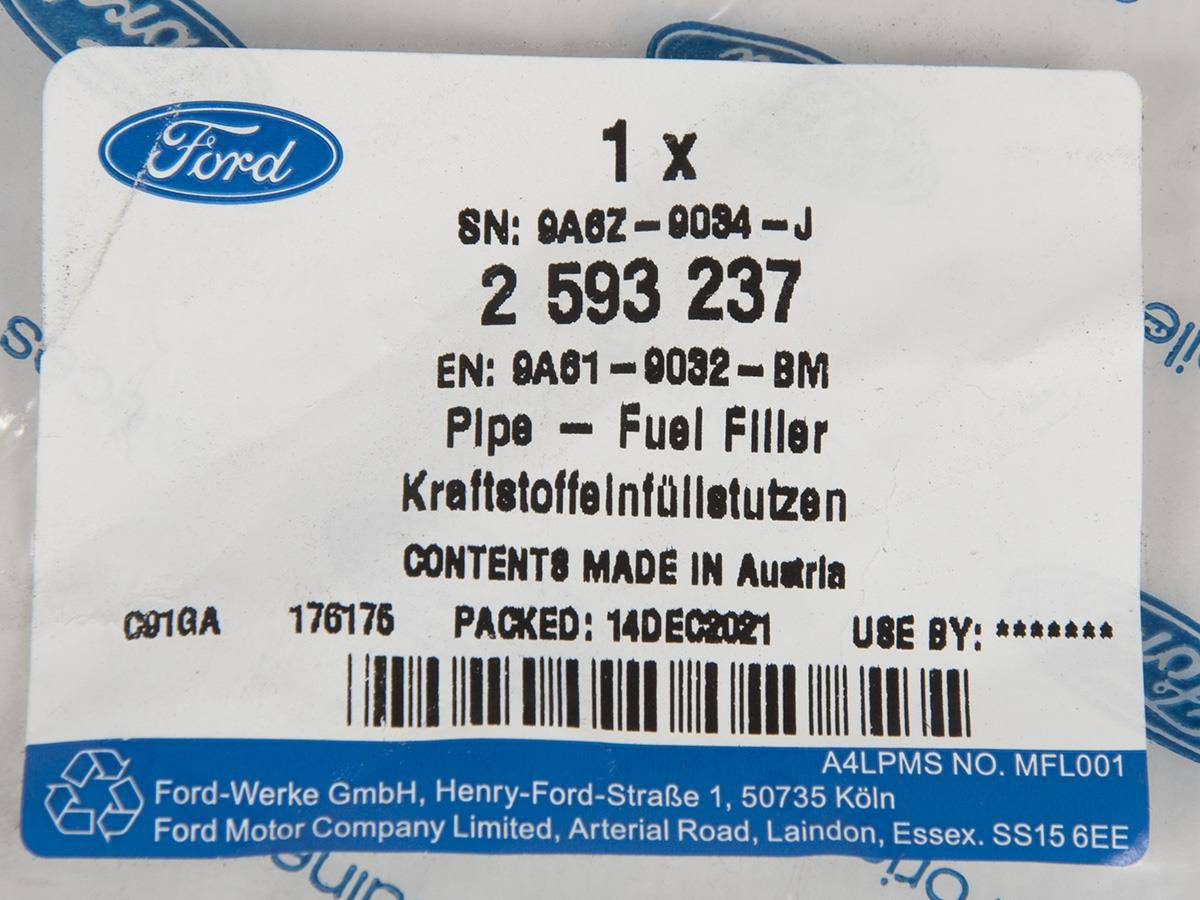 Ford
1 x
SN: 9A6Z-9034-J
2 593 237
EN: 9A61-9032-BM
Pipe - Fuel Filler
Kraftstoffeinfüllstutzen
CONTENTS MADE IN Austria
C91GA 176175 PACKED: 14DEC2021 USE BY: *******
A4LPMS NO. MFL001
Ford-Werke GmbH, Henry-Ford-Straße 1, 50735 Köln
Ford Motor Company Limited, Arterial Road, Laindon, Essex. SS15 6EE